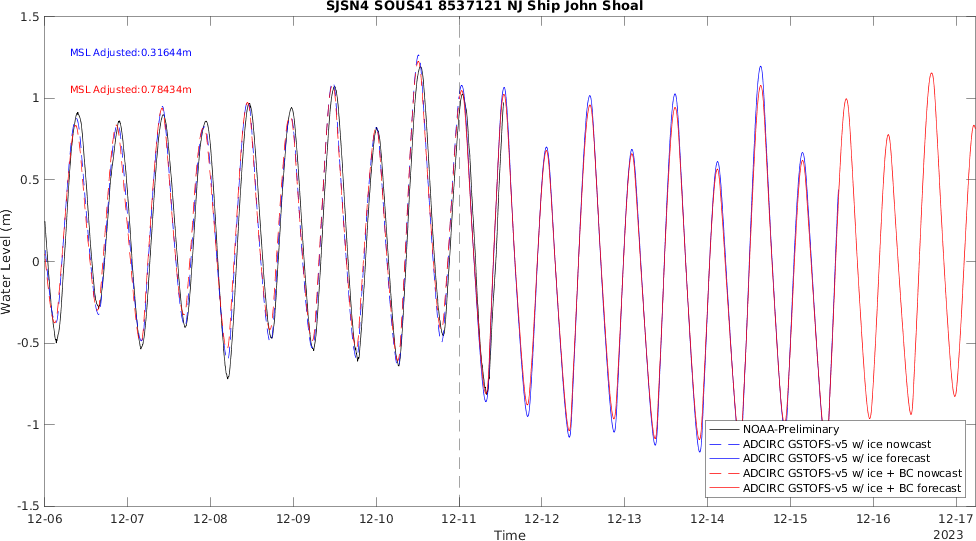 SJSN4 SOUS41 8537121 NJ Ship John Shoal
1.5
MSL Adjusted:0.31644m
MSL Adjusted:0.78434m
1
0.5
0
-0.5
-1
-1.5
Water Level (m)
NOAA-Preliminary
ADCIRC GSTOFS-v5 w/ ice nowcast
ADCIRC GSTOFS-v5 w/ ice forecast
ADCIRC GSTOFS-v5 w/ ice + BC nowcast
ADCIRC GSTOFS-v5 w/ ice + BC forecast
12-06 12-07 12-08 12-09 12-10 12-11 12-12 12-13 12-14 12-15 12-16 12-17
Time
2023